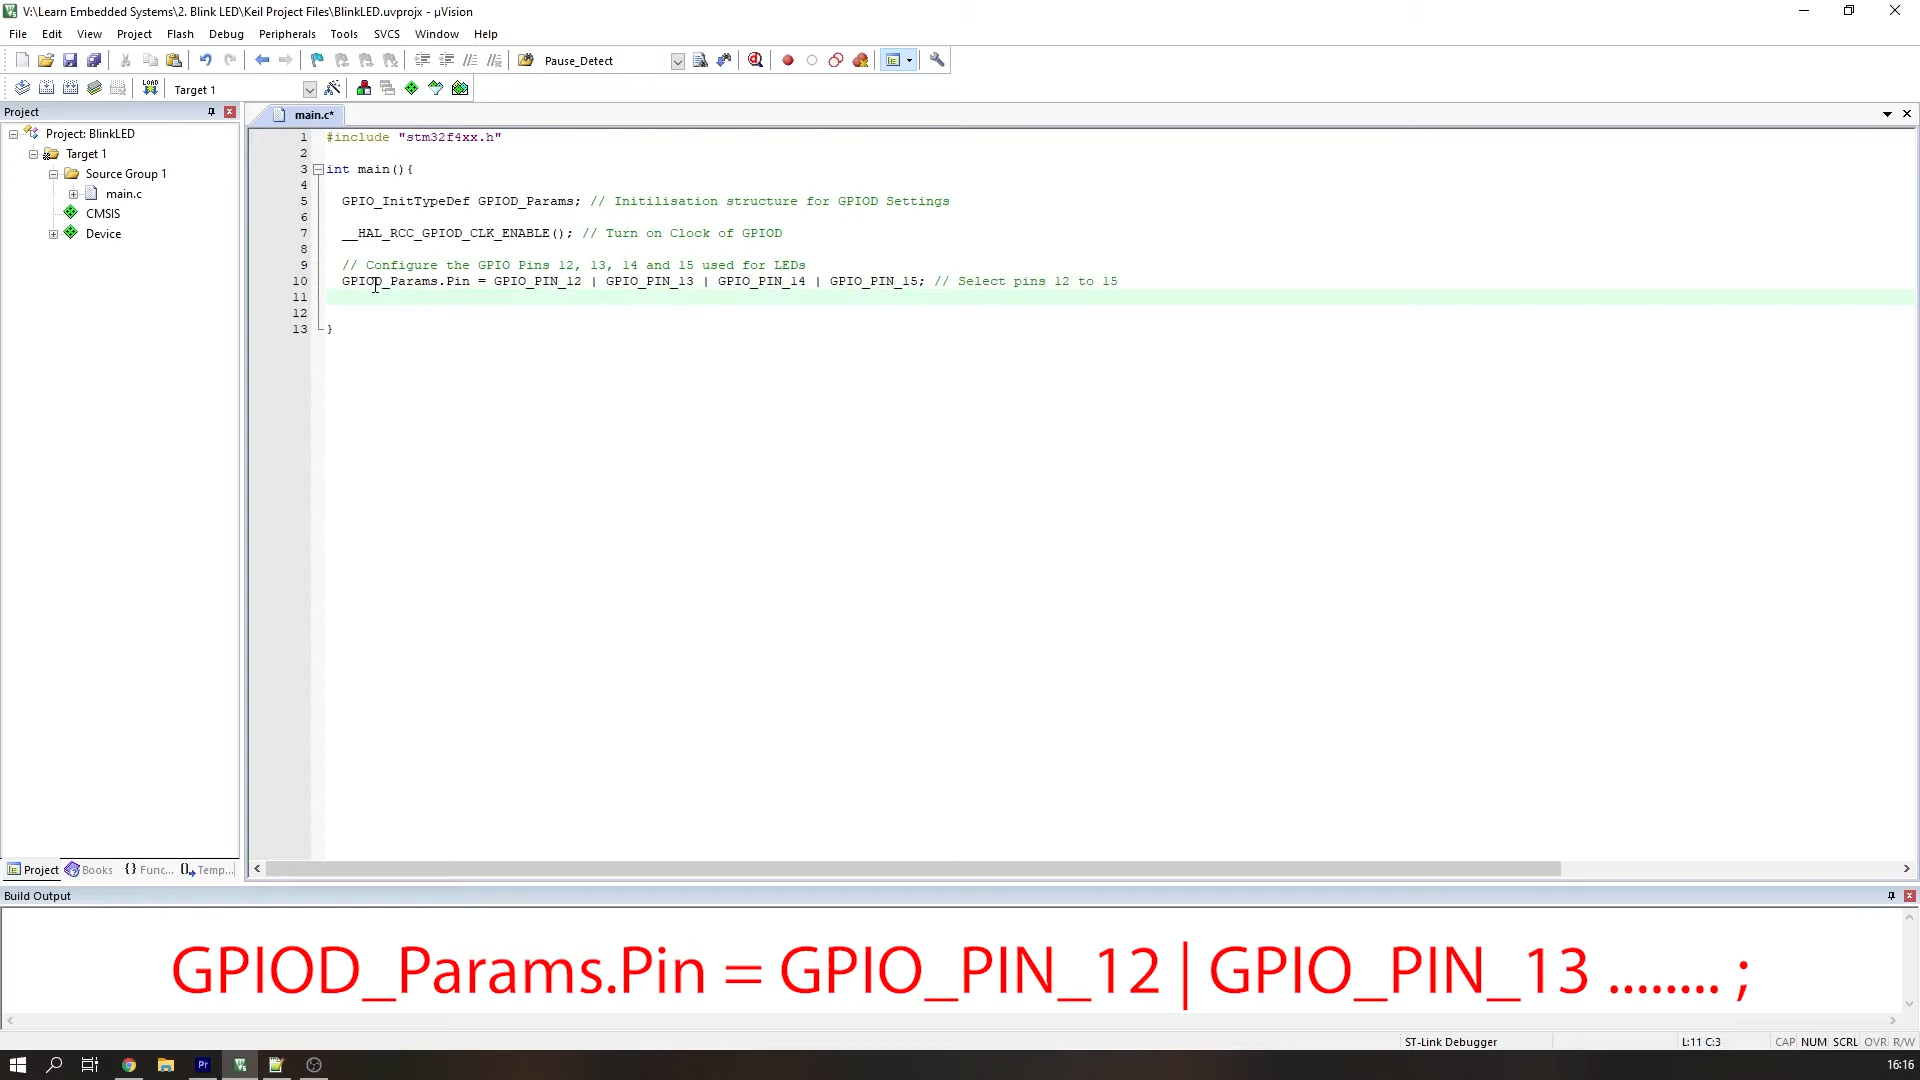 V:\Learn Embedded Systems\2. Blink LED\Keil Project Files\BlinkLED.uvprojx - µVision
File Edit View Project Flash Debug Peripherals Tools SVCS Window Help
Pause_Detect
LOAD Target 1
Project
main.c*
Project: BlinkLED
Target 1
Source Group 1
main.c
CMSIS
Device
1 #include "stm32f4xx.h"
2
3 int main(){
4
5 GPIO_InitTypeDef GPIOD_Params; // Initilisation structure for GPIOD Settings
6
7 __HAL_RCC_GPIOD_CLK_ENABLE(); // Turn on Clock of GPIOD
8
9 // Configure the GPIO Pins 12, 13, 14 and 15 used for LEDs
10 GPIOD_Params.Pin = GPIO_PIN_12 | GPIO_PIN_13 | GPIO_PIN_14 | GPIO_PIN_15; // Select pins 12 to 15
11
12
13 }
Project Books {} Func... Temp...
Build Output
GPIOD_Params.Pin = GPIO_PIN_12 | GPIO_PIN_13 ........ ;
ST-Link Debugger L:11 C:3 CAP NUM SCRL OVR R/W
Pr
16:16